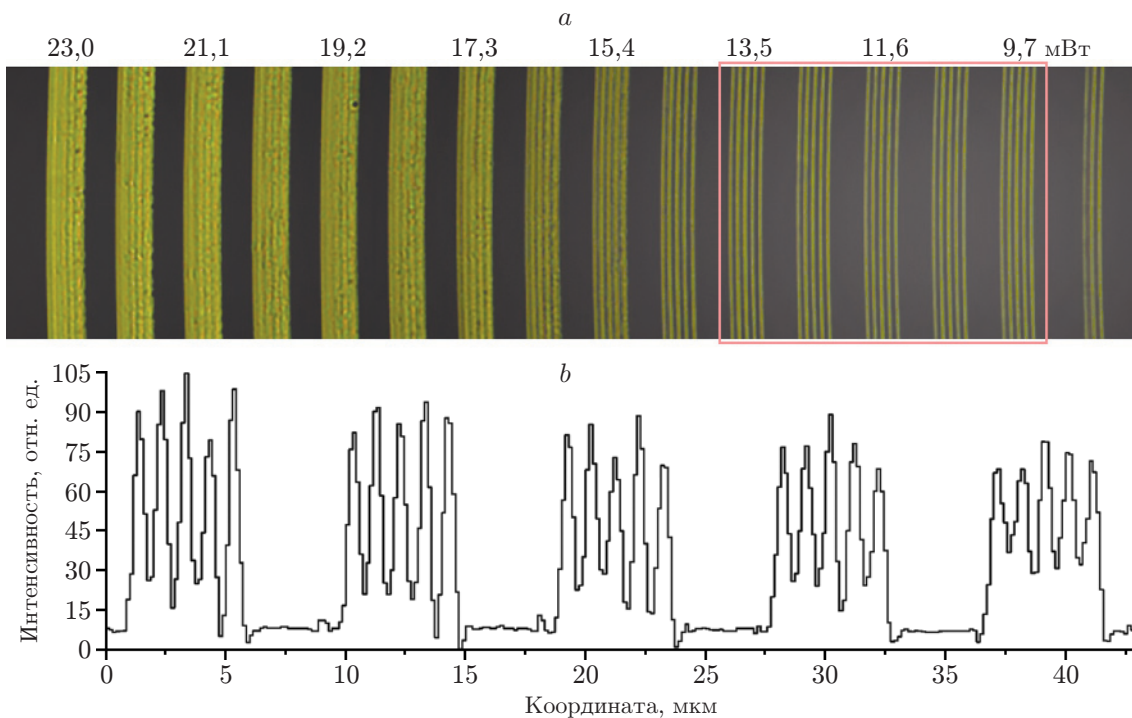 a
23,0 21,1 19,2 17,3 15,4 13,5 11,6 9,7 мВт
b
Интенсивность, отн. ед.
105
90
75
60
45
30
15
0
0 5 10 15 20 25 30 35 40
Координата, мкм